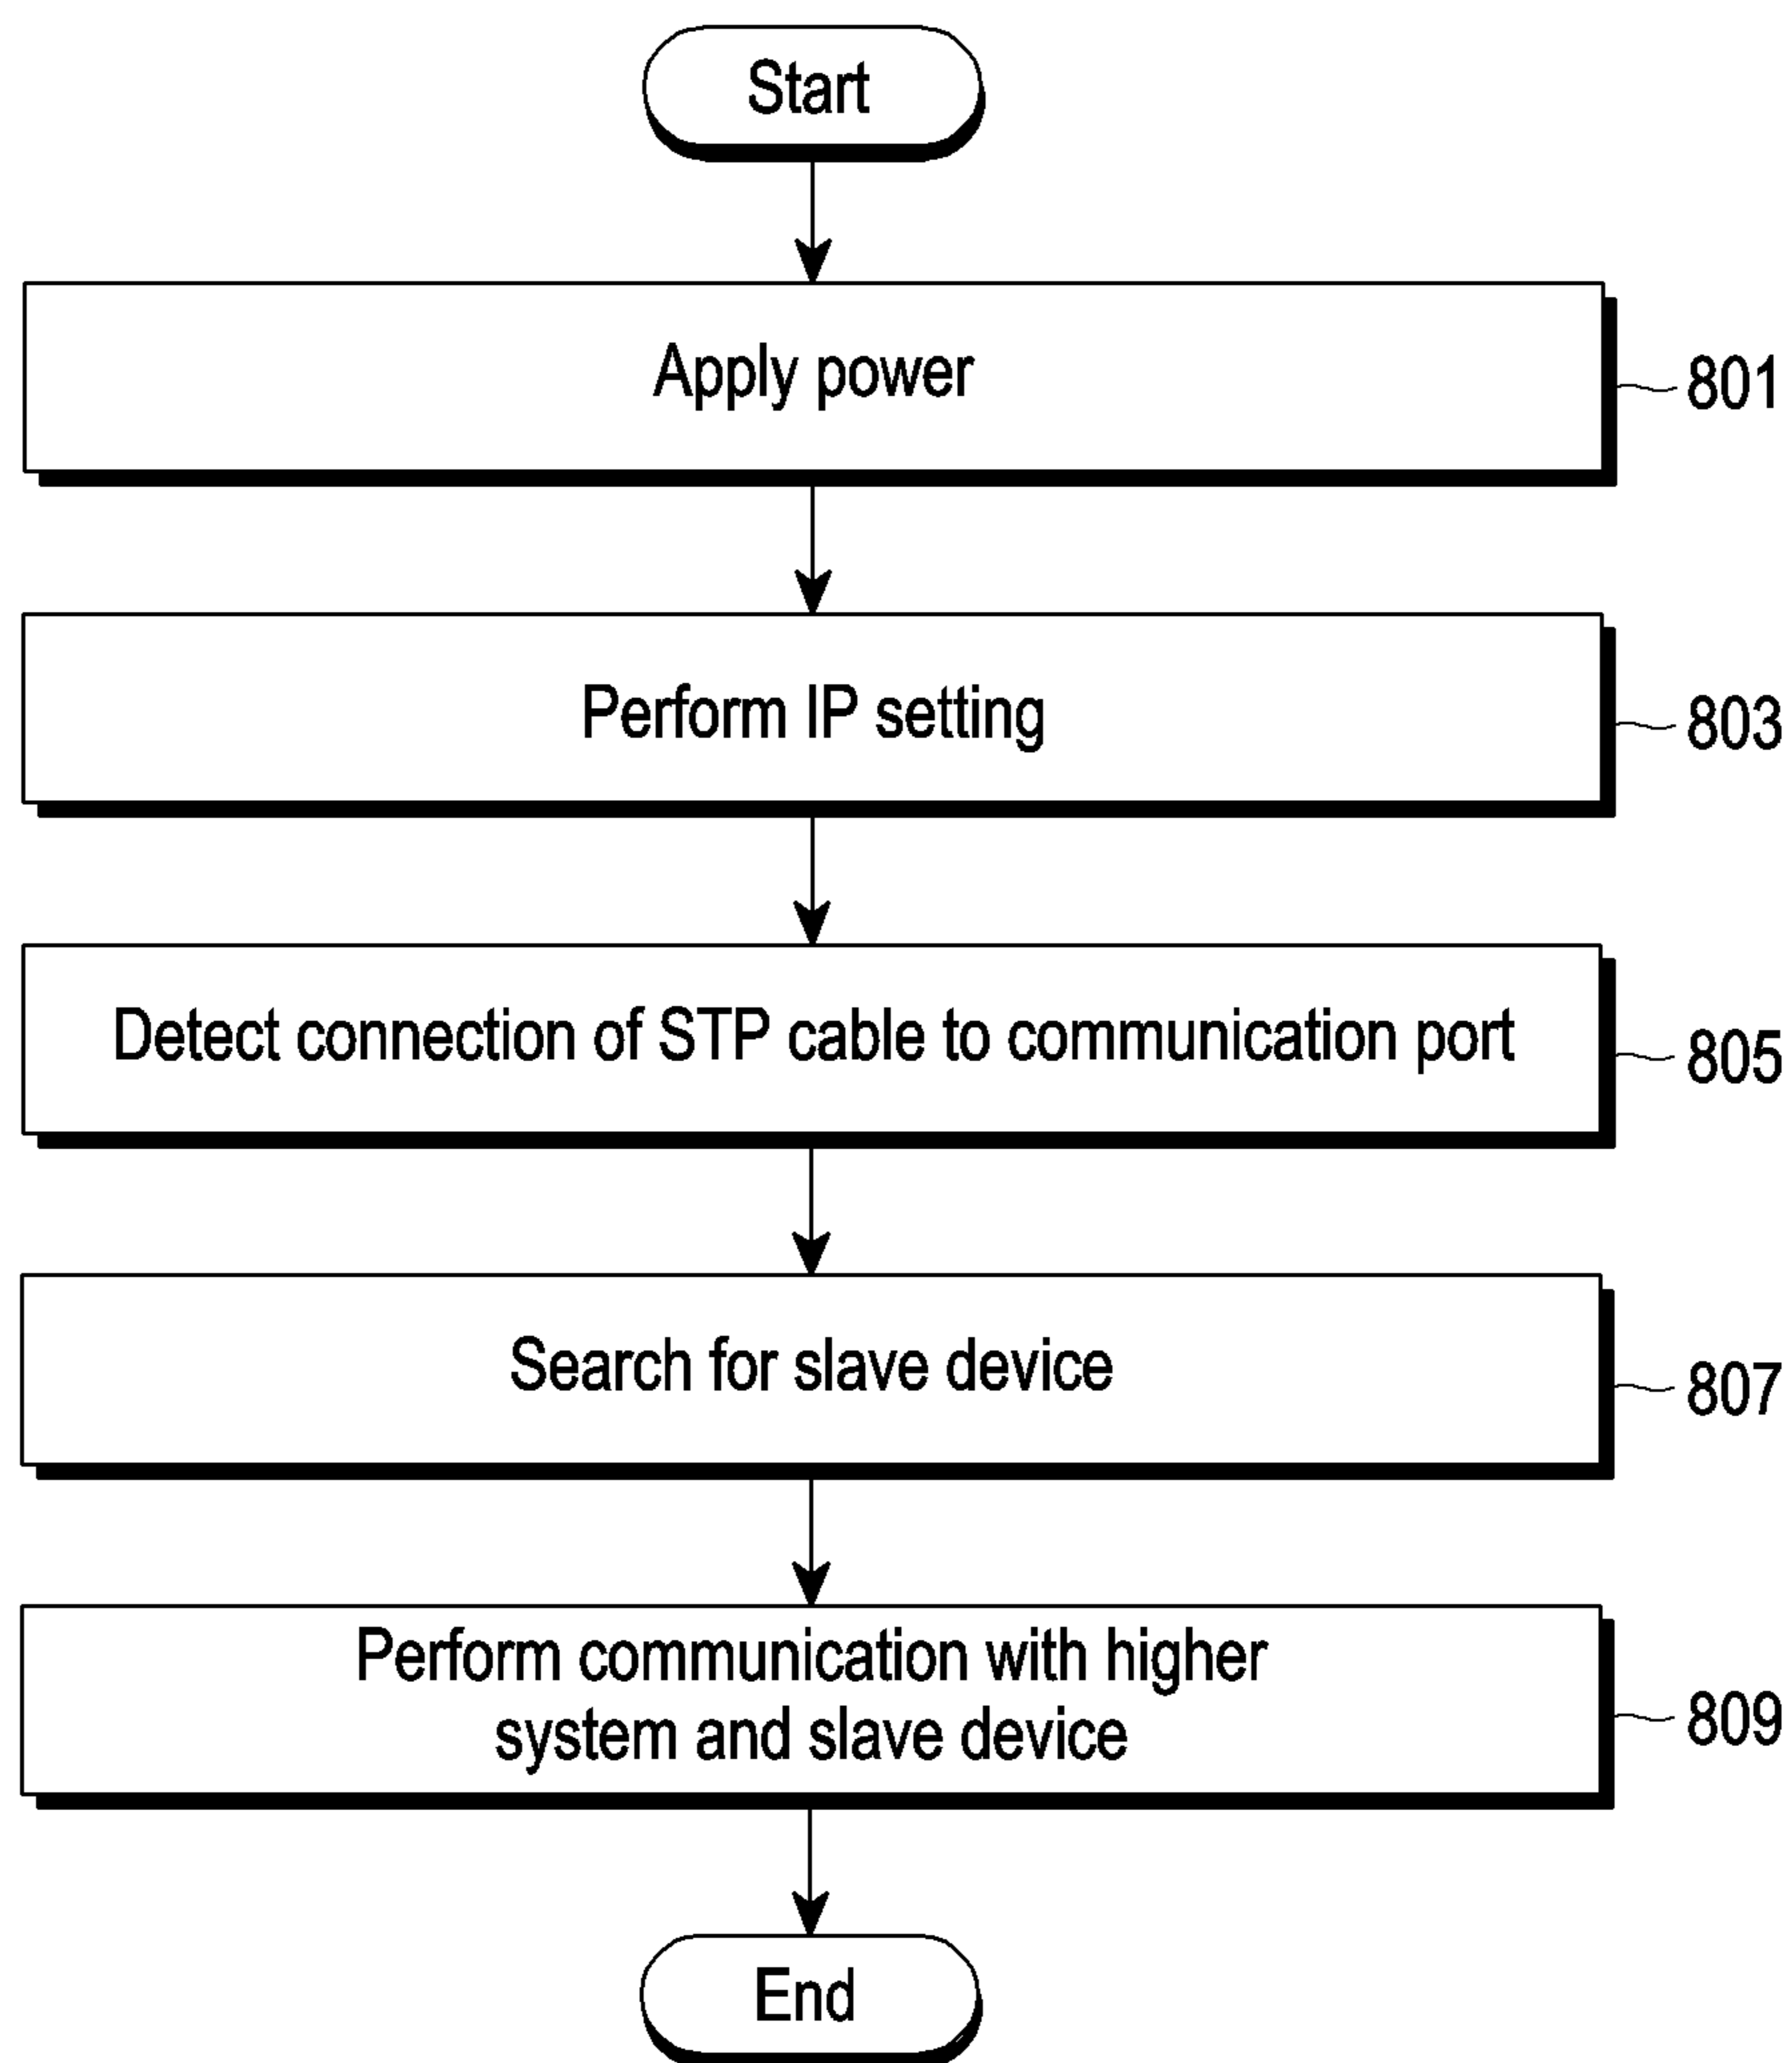 Start
Apply power
801
Perform IP setting
803
Detect connection of STP cable to communication port
805
Search for slave device
807
Perform communication with higher
system and slave device
809
End